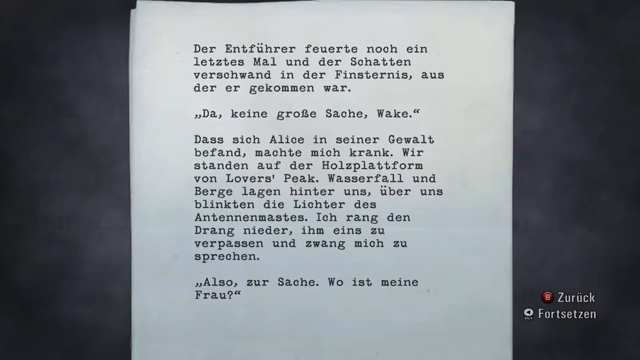 Der Entführer feuerte noch ein
letztes Mal und der Schatten
verschwand in der Finsternis, aus
der er gekommen war.
„Da, keine große Sache, Wake.“
Dass sich Alice in seiner Gewalt
befand, machte mich krank. Wir
standen auf der Holzplattform
von Lovers' Peak. Wasserfall und
Berge lagen hinter uns, über uns
blinkten die Lichter des
Antennenmastes. Ich rang den
Drang nieder, ihm eins zu
verpassen und zwang mich zu
sprechen.
„Also, zur Sache. Wo ist meine
Frau?“
B Zurück
Fortsetzen